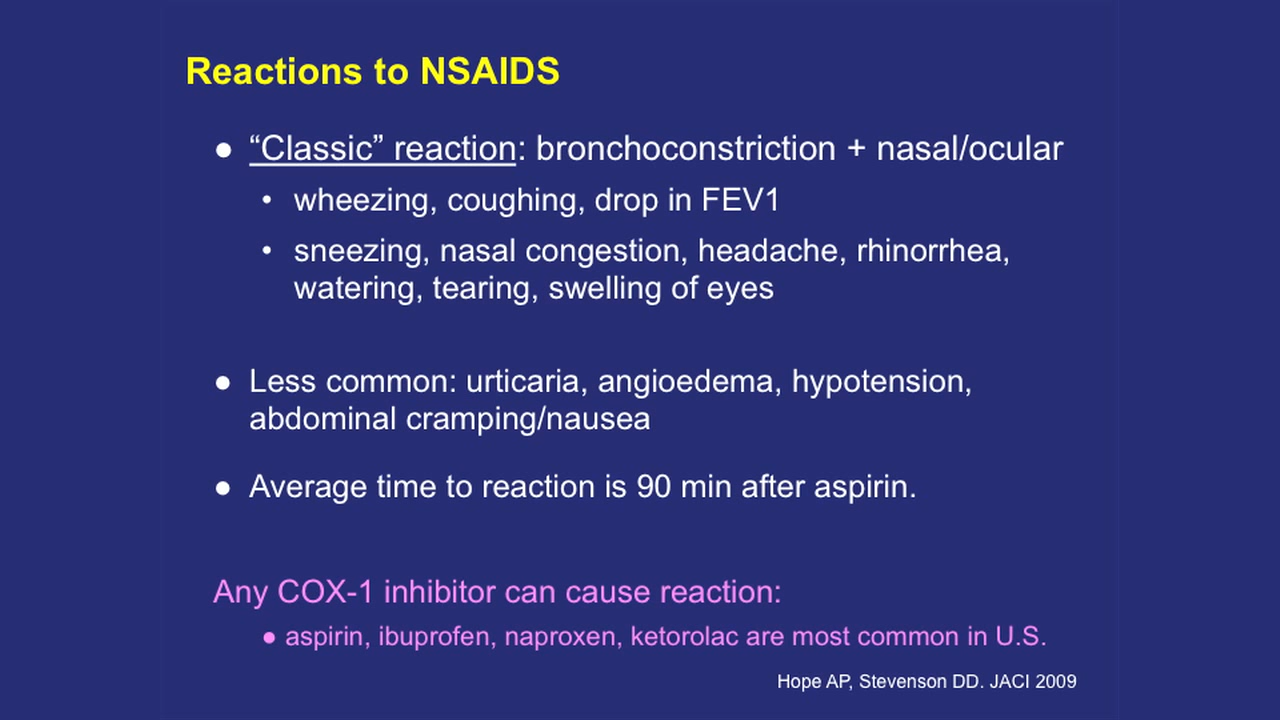 Reactions to NSAIDS
● “Classic” reaction: bronchoconstriction + nasal/ocular
• wheezing, coughing, drop in FEV1
• sneezing, nasal congestion, headache, rhinorrhea,
watering, tearing, swelling of eyes
● Less common: urticaria, angioedema, hypotension,
abdominal cramping/nausea
● Average time to reaction is 90 min after aspirin.
Any COX-1 inhibitor can cause reaction:
● aspirin, ibuprofen, naproxen, ketorolac are most common in U.S.
Hope AP, Stevenson DD. JACI 2009